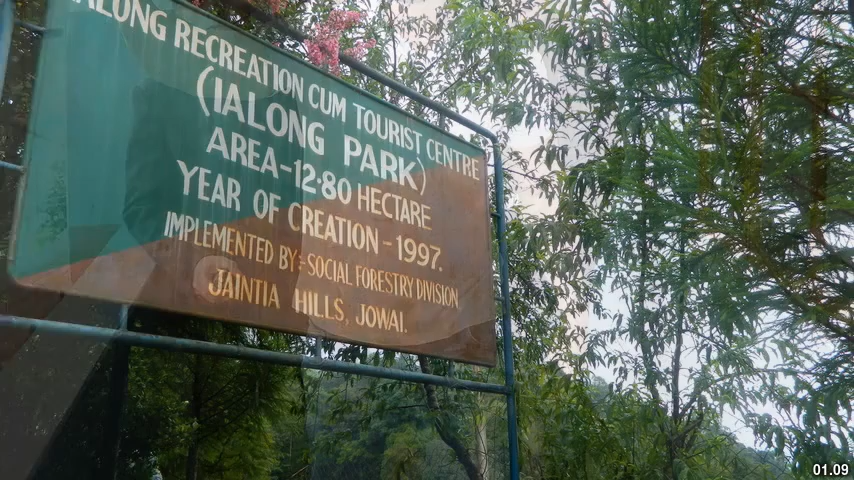 IALONG RECREATION CUM TOURIST CENTRE
(IALONG PARK)
AREA-12.80 HECTARE
YEAR OF CREATION - 1997.
IMPLEMENTED BY:- SOCIAL FORESTRY DIVISION
JAINTIA HILLS, JOWAI.
01.09